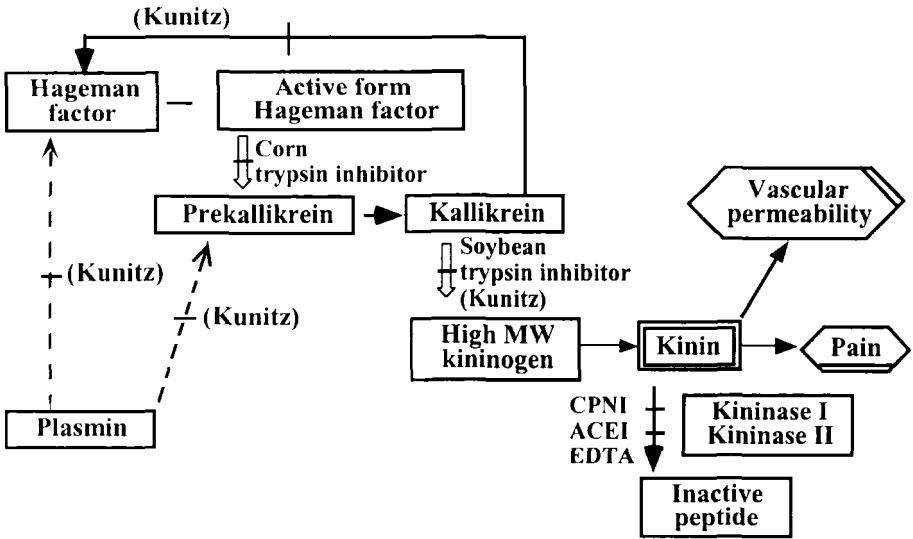 (Kunitz)
Hageman
factor
Active form
Hageman factor
Corn
trypsin inhibitor
Prekallikrein
Kallikrein
Vascular
permeability
Soybean
trypsin inhibitor
(Kunitz)
(Kunitz)
(Kunitz)
High MW
kininogen
Kinin
Pain
Plasmin
CPNI
ACEI
EDTA
Kininase I
Kininase II
Inactive
peptide